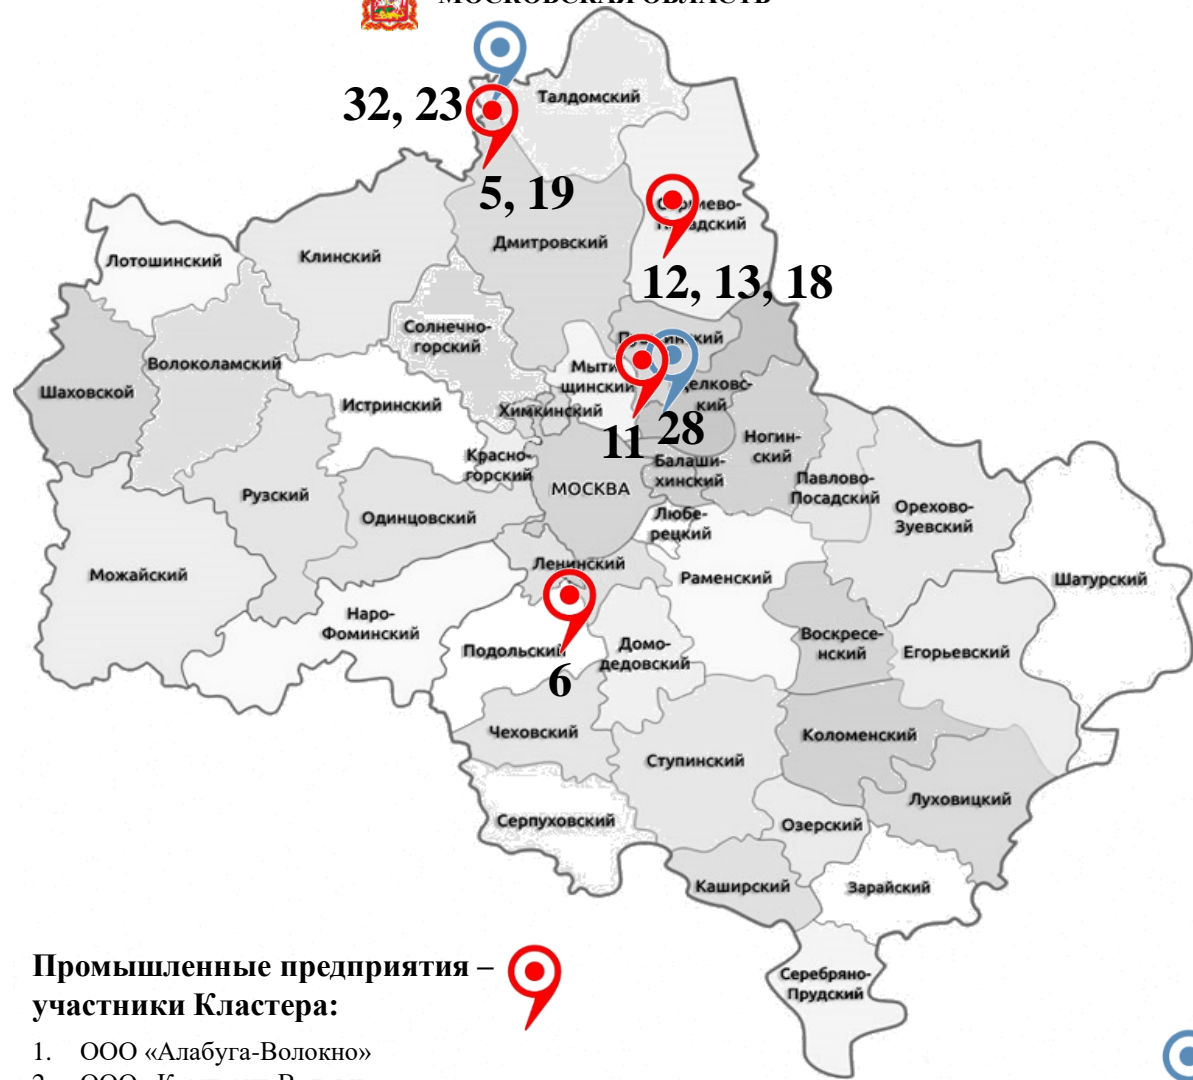 МОСКОВСКАЯ ОБЛАСТЬ
Талдомский
32, 23
5, 19
Дмитровский
12, 13, 18
Лотошинский
Клинский
Солнечно-
горский
Волоколамский
Шаховской
Мыти
щинский
Истринский
Химкинский
кий
11
28
Ногин-
ский
Красно-
горский
Балаши-
хинский
МОСКВА
Павлово-
Посадский
Рузский
Одинцовский
Орехово-
Зуевский
Любе-
рецкий
Ленинский
Раменский
Можайский
Шатурский
Наро-
Фоминский
Подольский
6
Домо-
дедовский
Воскресе-
нский
Егорьевский
Чеховский
Ступинский
Коломенский
Луховицкий
Серпуховский
Озерский
Каширский
Зарайский
Серебряно-
Прудский
Промышленные предприятия –
участники Кластера:
1. ООО «Алабуга-Волокно»
2. ООО